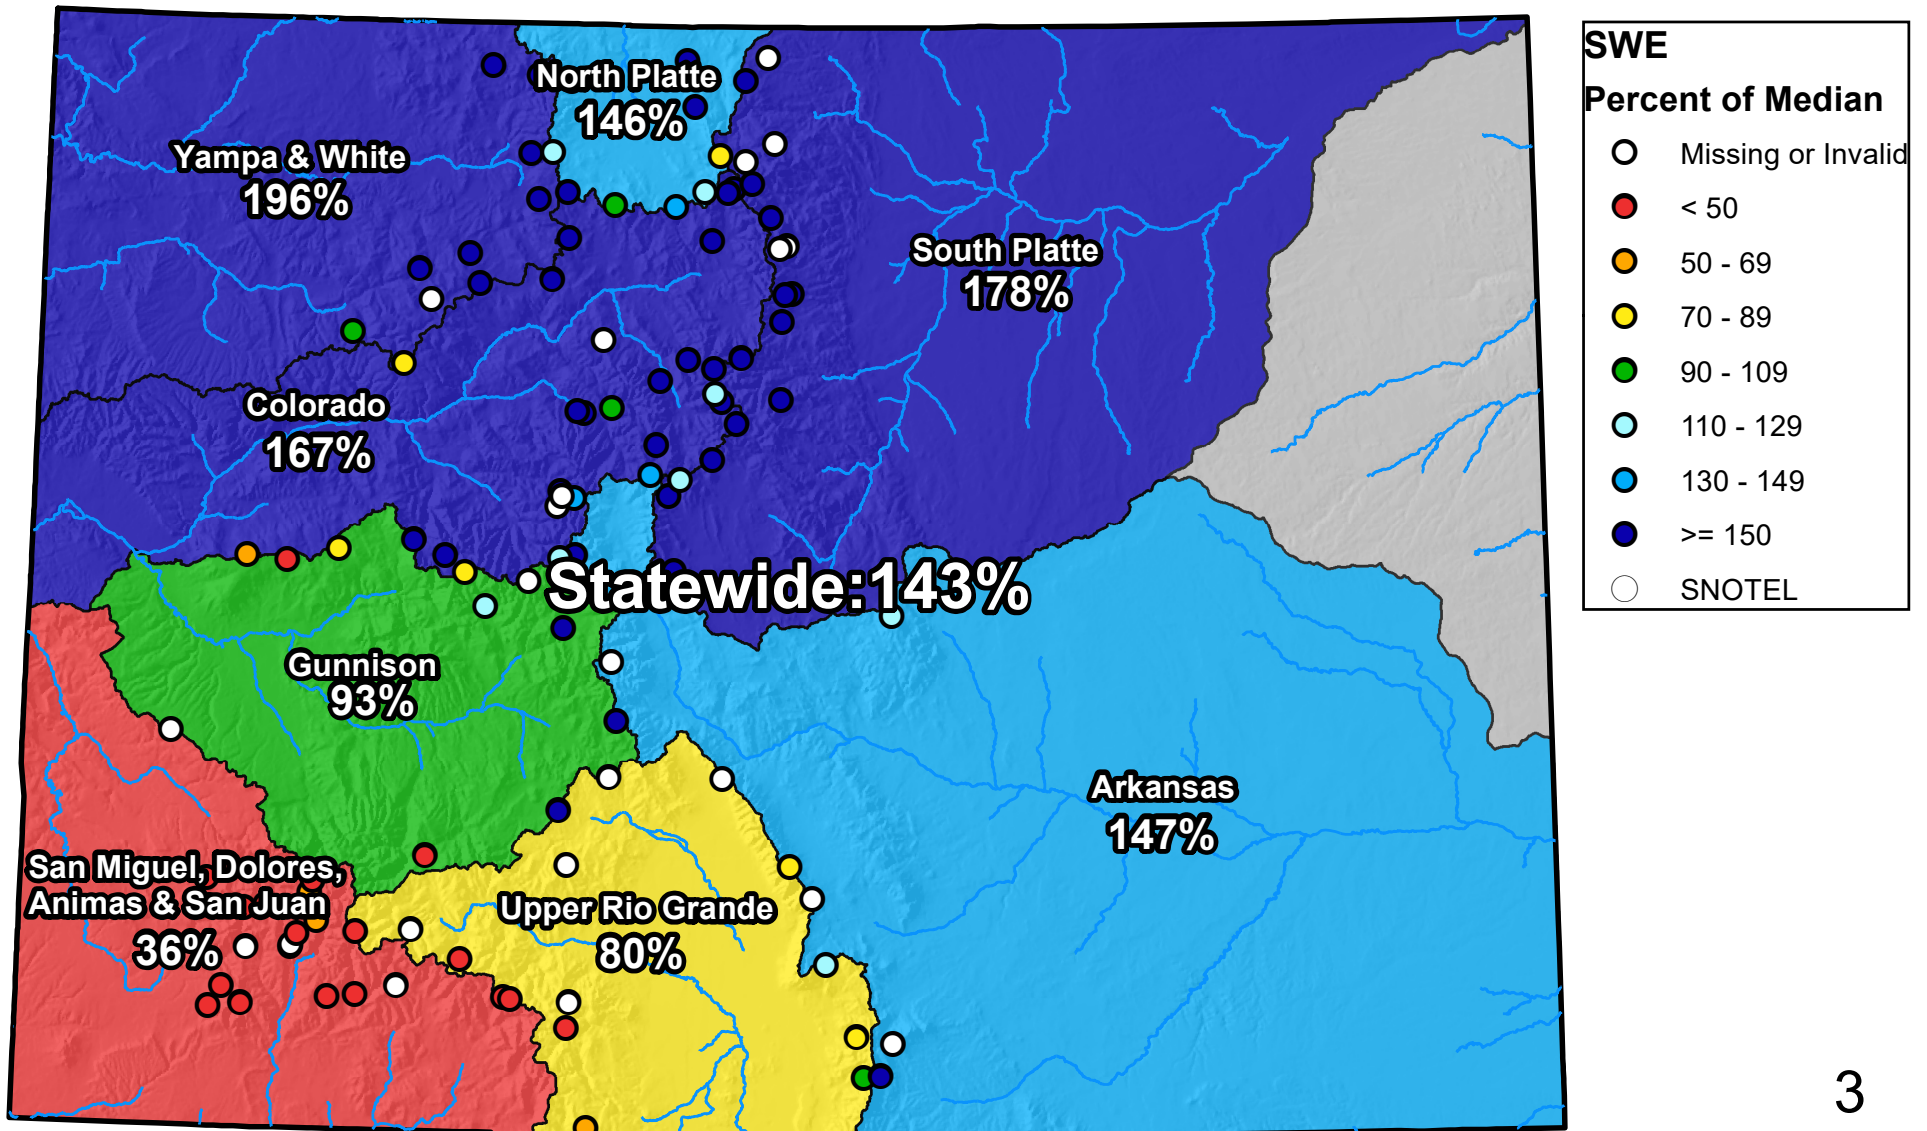 North Platte
146%
Yampa & White
196%
South Platte
178%
Colorado
167%
Statewide:143%
Gunnison
93%
Arkansas
147%
San Miguel, Dolores,
Animas & San Juan
36%
Upper Rio Grande
80%
SWE
Percent of Median
Missing or Invalid
< 50
50 - 69
70 - 89
90 - 109
110 - 129
130 - 149
>= 150
SNOTEL
3